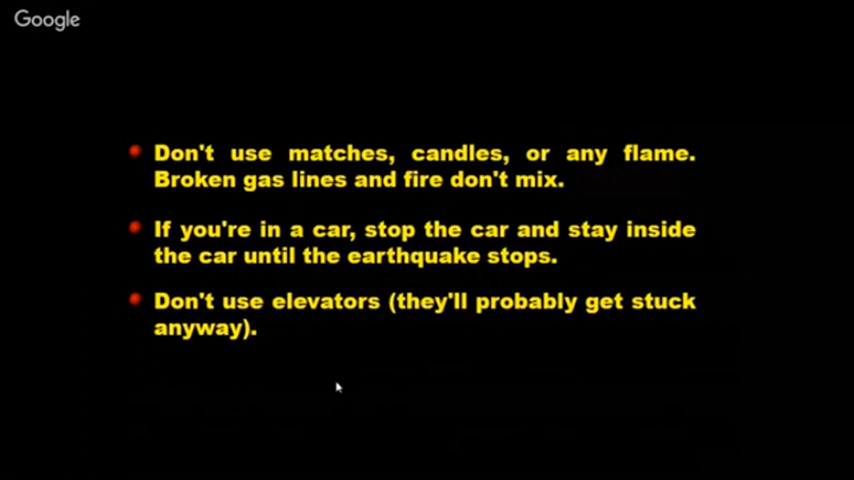 Google
Don't use matches, candles, or any flame.
Broken gas lines and fire don't mix.
If you're in a car, stop the car and stay inside
the car until the earthquake stops.
Don't use elevators (they'll probably get stuck
anyway).